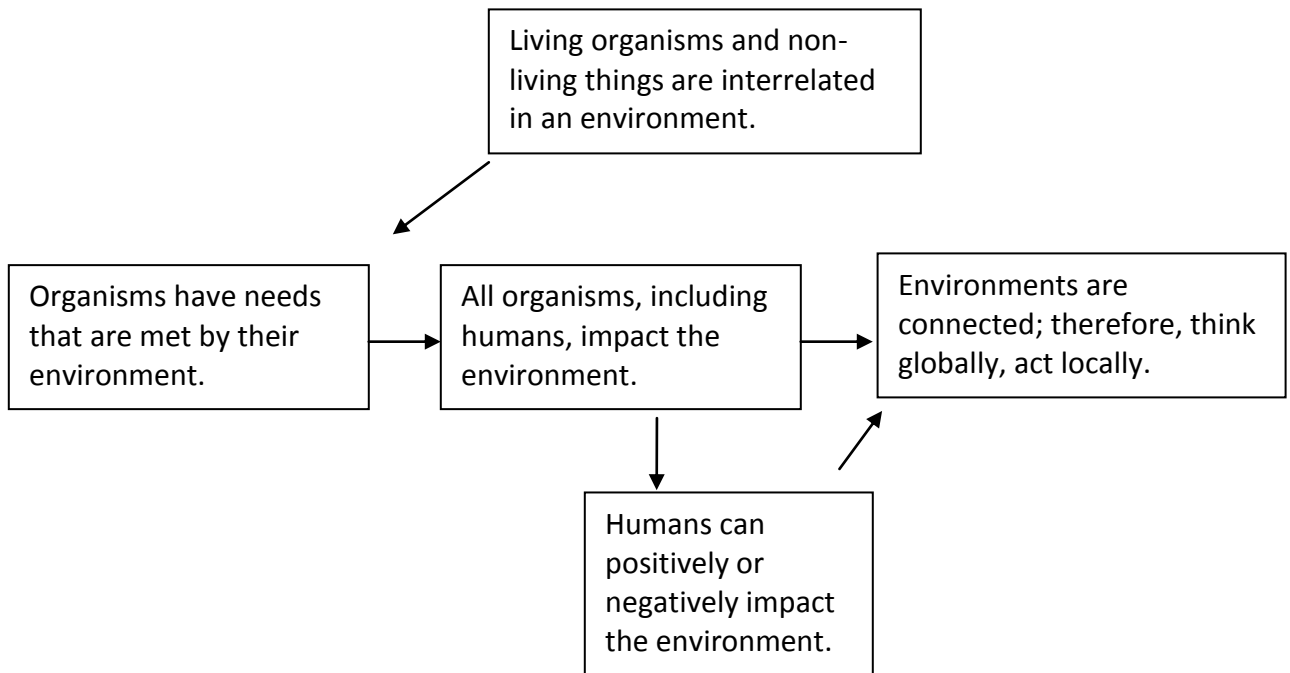 Living organisms and non-
living things are interrelated
in an environment.
Organisms have needs
that are met by their
environment.
All organisms, including
humans, impact the
environment.
Environments are
connected; therefore, think
globally, act locally.
Humans can
positively or
negatively impact
the environment.